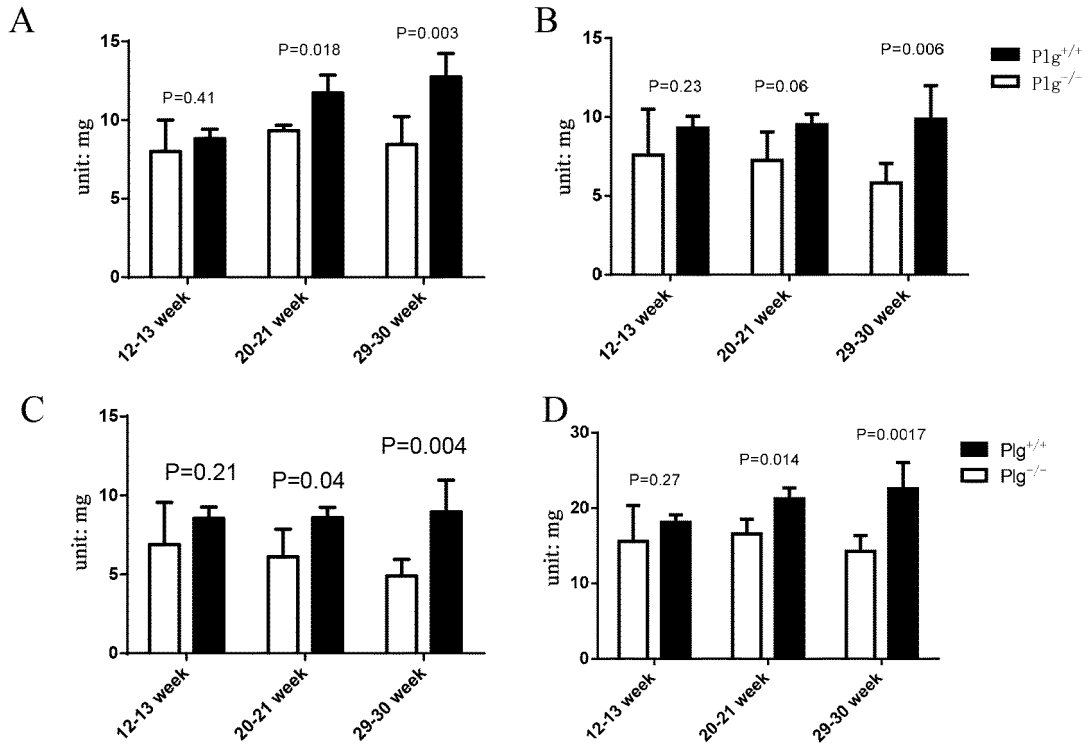 A
unit: mg
15
10
5
0
P=0.41
P=0.018
P=0.003
12-13 week
20-21 week
29-30 week
B
unit: mg
15
10
5
0
P=0.23
P=0.06
P=0.006
12-13 week
20-21 week
29-30 week
Plg+/+
Plg−/−
C
unit: mg
15
10
5
0
P=0.21
P=0.04
P=0.004
12-13 week
20-21 week
29-30 week
D
unit: mg
30
20
10
0
P=0.27
P=0.014
P=0.0017
12-13 week
20-21 week
29-30 week
Plg+/+
Plg−/−